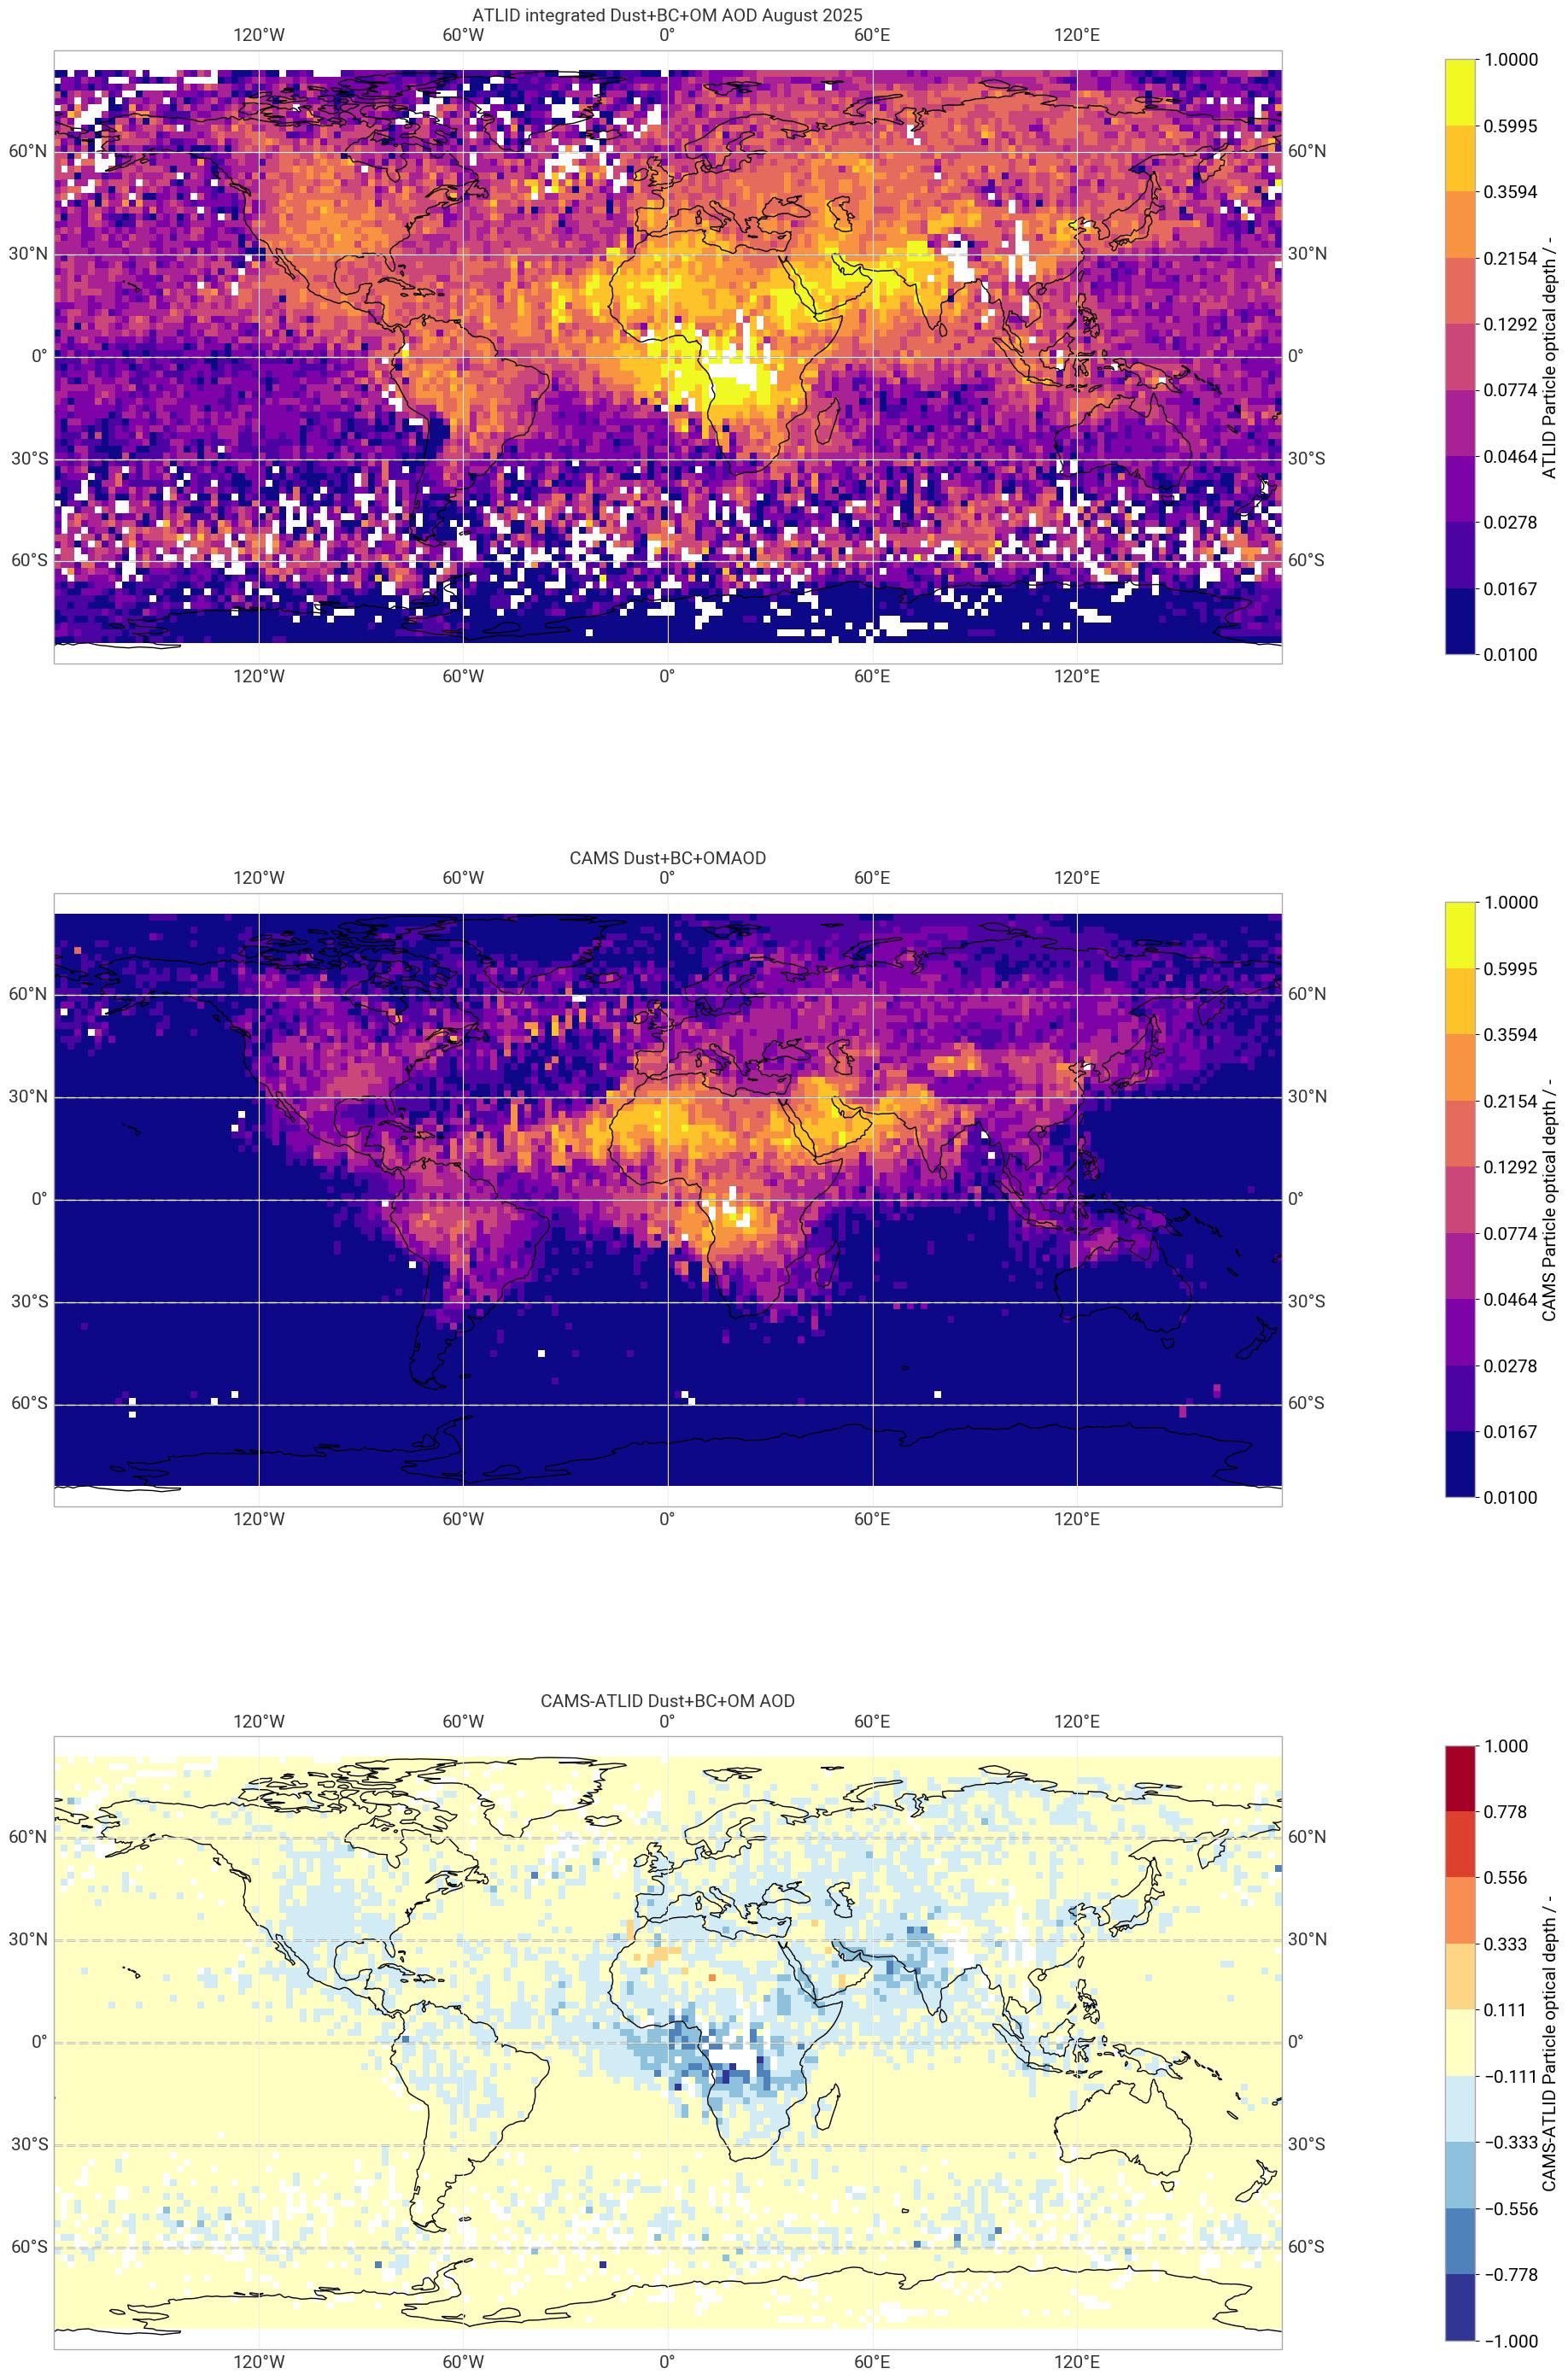 ATLID integrated Dust+BC+OM AOD August 2025
120°W 60°W 0° 60°E 120°E
60°N 60°N
30°N 30°N
0° 0°
30°S 30°S
60°S 60°S
120°W 60°W 0° 60°E 120°E
1.0000
0.5995
0.3594
0.2154
0.1292
0.0774
0.0464
0.0278
0.0167
0.0100
ATLID Particle optical depth / -
CAMS Dust+BC+OMAOD
120°W 60°W 0° 60°E 120°E
60°N 60°N
30°N 30°N
0° 0°
30°S 30°S
60°S 60°S
120°W 60°W 0° 60°E 120°E
1.0000
0.5995
0.3594
0.2154
0.1292
0.0774
0.0464
0.0278
0.0167
0.0100
CAMS Particle optical depth / -
CAMS-ATLID Dust+BC+OM AOD
120°W 60°W 0° 60°E 120°E
60°N 60°N
30°N 30°N
0° 0°
30°S 30°S
60°S 60°S
120°W 60°W 0° 60°E 120°E
1.000
0.778
0.556
0.333
0.111
−0.111
−0.333
−0.556
−0.778
−1.000
CAMS-ATLID Particle optical depth / -